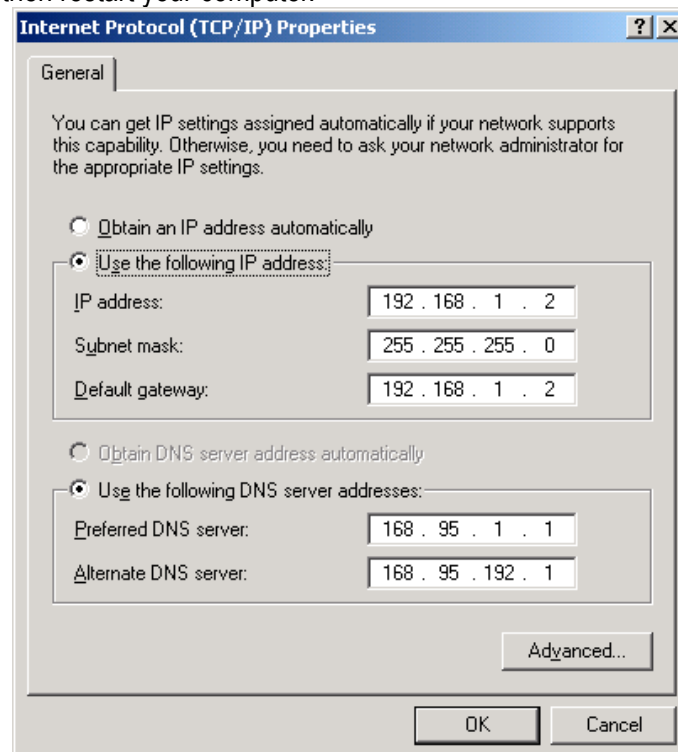 then restart your computer.
Internet Protocol (TCP/IP) Properties
General
You can get IP settings assigned automatically if your network supports
this capability. Otherwise, you need to ask your network administrator for
the appropriate IP settings.
Obtain an IP address automatically
Use the following IP address:
IP address: 192 . 168 . 1 . 2
Subnet mask: 255 . 255 . 255 . 0
Default gateway: 192 . 168 . 1 . 2
Obtain DNS server address automatically
Use the following DNS server addresses:
Preferred DNS server: 168 . 95 . 1 . 1
Alternate DNS server: 168 . 95 . 192 . 1
Advanced...
OK Cancel